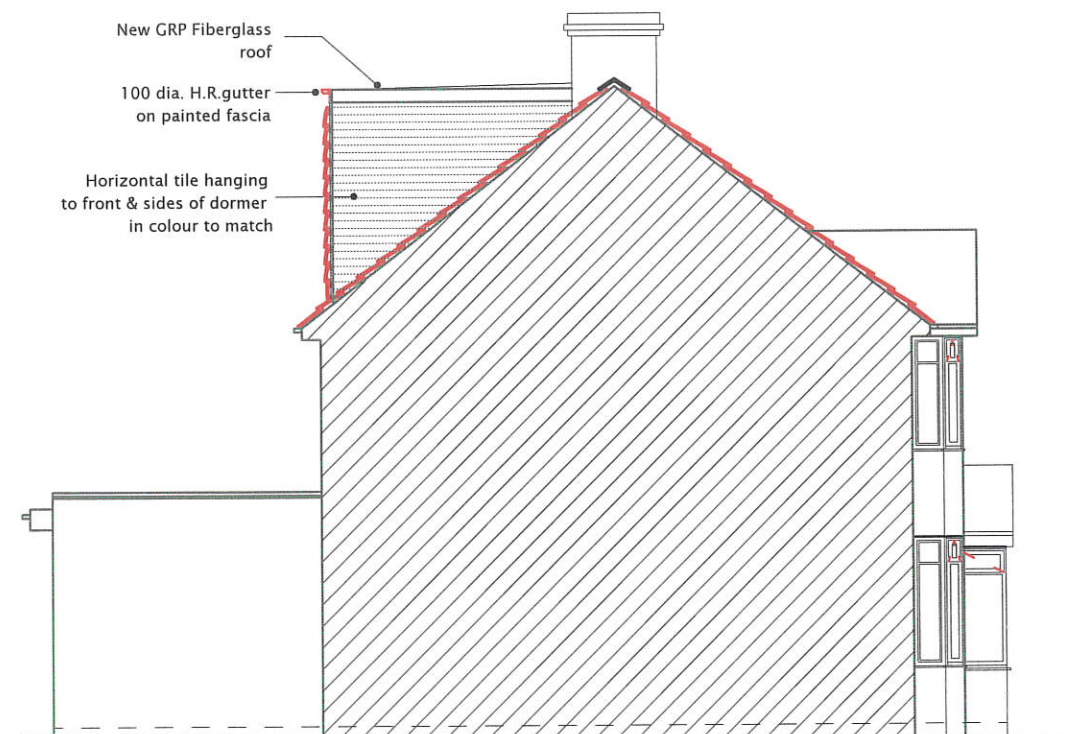 New GRP Fiberglass
roof
100 dia. H.R.gutter
on painted fascia
Horizontal tile hanging
to front & sides of dormer
in colour to match